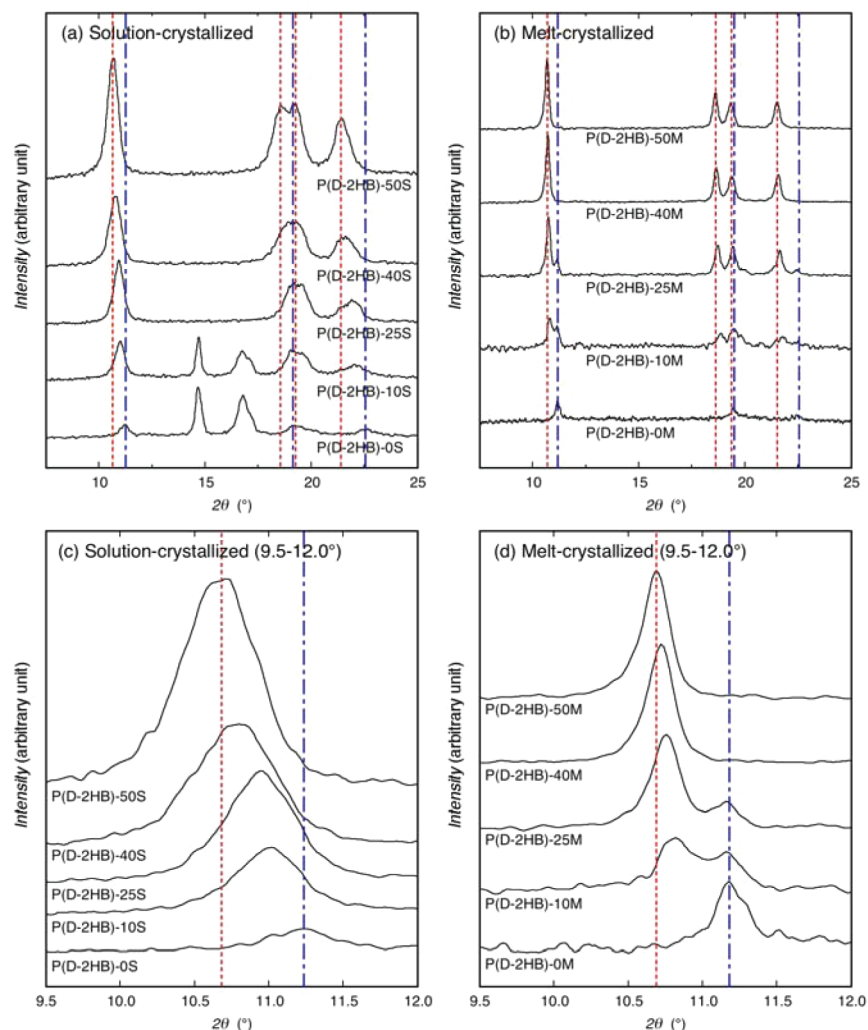 (a) Solution-crystallized
Intensity (arbitrary unit)
P(D-2HB)-50S
P(D-2HB)-40S
P(D-2HB)-25S
P(D-2HB)-10S
P(D-2HB)-0S
10 15 20 25
2θ (°)
(b) Melt-crystallized
Intensity (arbitrary unit)
P(D-2HB)-50M
P(D-2HB)-40M
P(D-2HB)-25M
P(D-2HB)-10M
P(D-2HB)-0M
10 15 20 25
2θ (°)
(c) Solution-crystallized (9.5-12.0°)
Intensity (arbitrary unit)
P(D-2HB)-50S
P(D-2HB)-40S
P(D-2HB)-25S
P(D-2HB)-10S
P(D-2HB)-0S
9.5 10.0 10.5 11.0 11.5 12.0
2θ (°)
(d) Melt-crystallized (9.5-12.0°)
Intensity (arbitrary unit)
P(D-2HB)-50M
P(D-2HB)-40M
P(D-2HB)-25M
P(D-2HB)-10M
P(D-2HB)-0M
9.5 10.0 10.5 11.0 11.5 12.0
2θ (°)